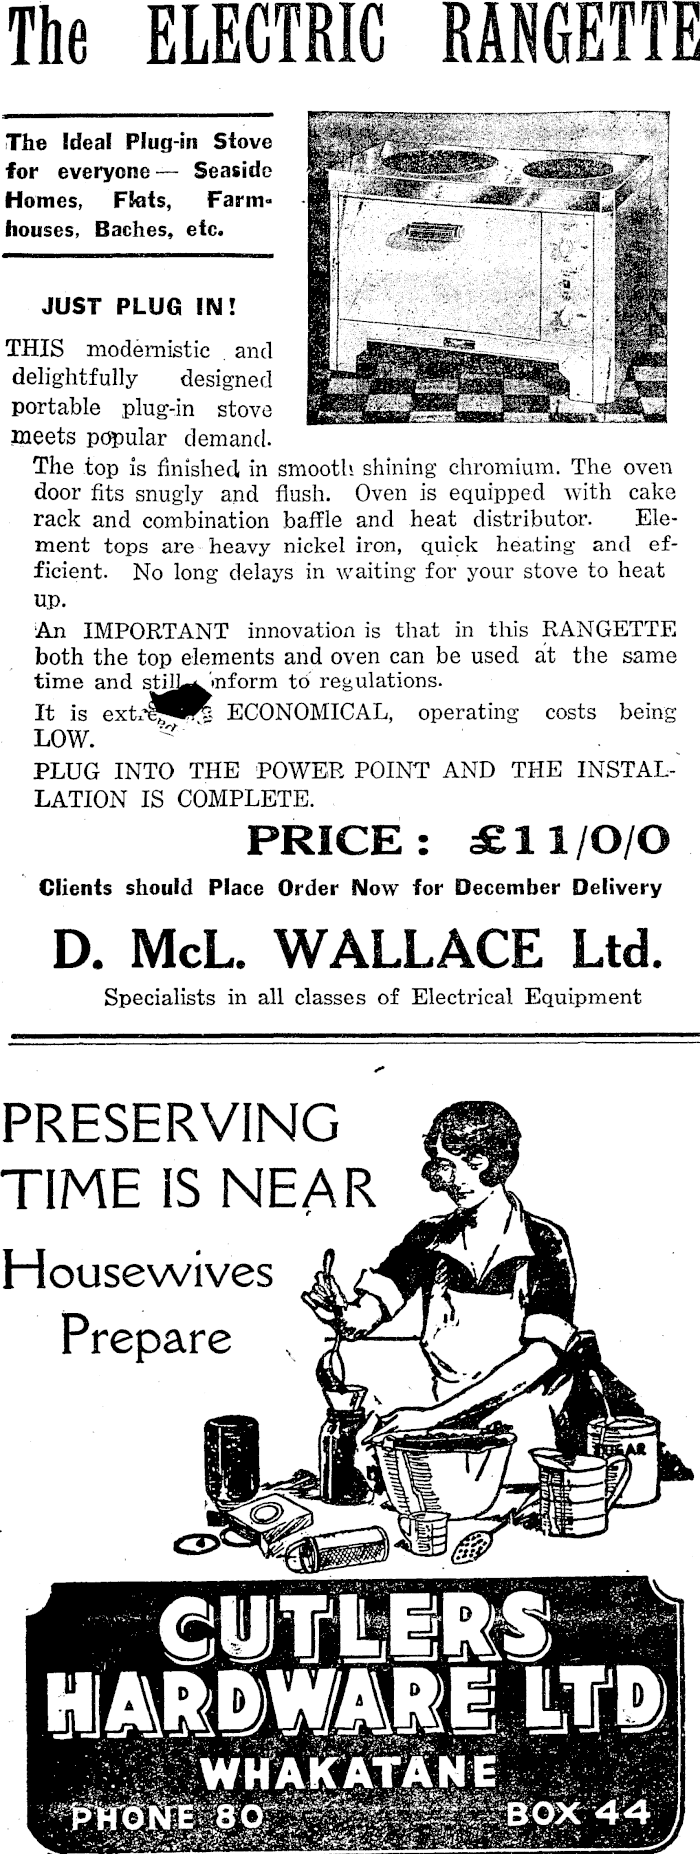 The ELECTRIC RANGETTE
The Ideal Plug-in Stove
for everyone — Seaside
Homes, Flats, Farm-
houses, Baches, etc.
JUST PLUG IN!
THIS modernistic and
delightfully designed
portable plug-in stove
meets popular demand.
The top is finished in smooth shining chromium. The oven
door fits snugly and flush. Oven is equipped with cake
rack and combination baffle and heat distributor. Ele-
ment tops are heavy nickel iron, quick heating and ef-
ficient. No long delays in waiting for your stove to heat
up.
An IMPORTANT innovation is that in this RANGETTE
both the top elements and oven can be used at the same
time and still to regulations.
It is ECONOMICAL, operating costs being
LOW.
PLUG INTO THE POWER POINT AND THE INSTAL-
LATION IS COMPLETE.
PRICE: £11/0/0
Clients should Place Order Now for December Delivery
D. McL. WALLACE Ltd.
Specialists in all classes of Electrical Equipment
PRESERVING
TIME IS NEAR
Housewives
Prepare
SUGAR
CUTLERS
HARDWARE LTD
WHAKATANE
PHONE 80 BOX 44